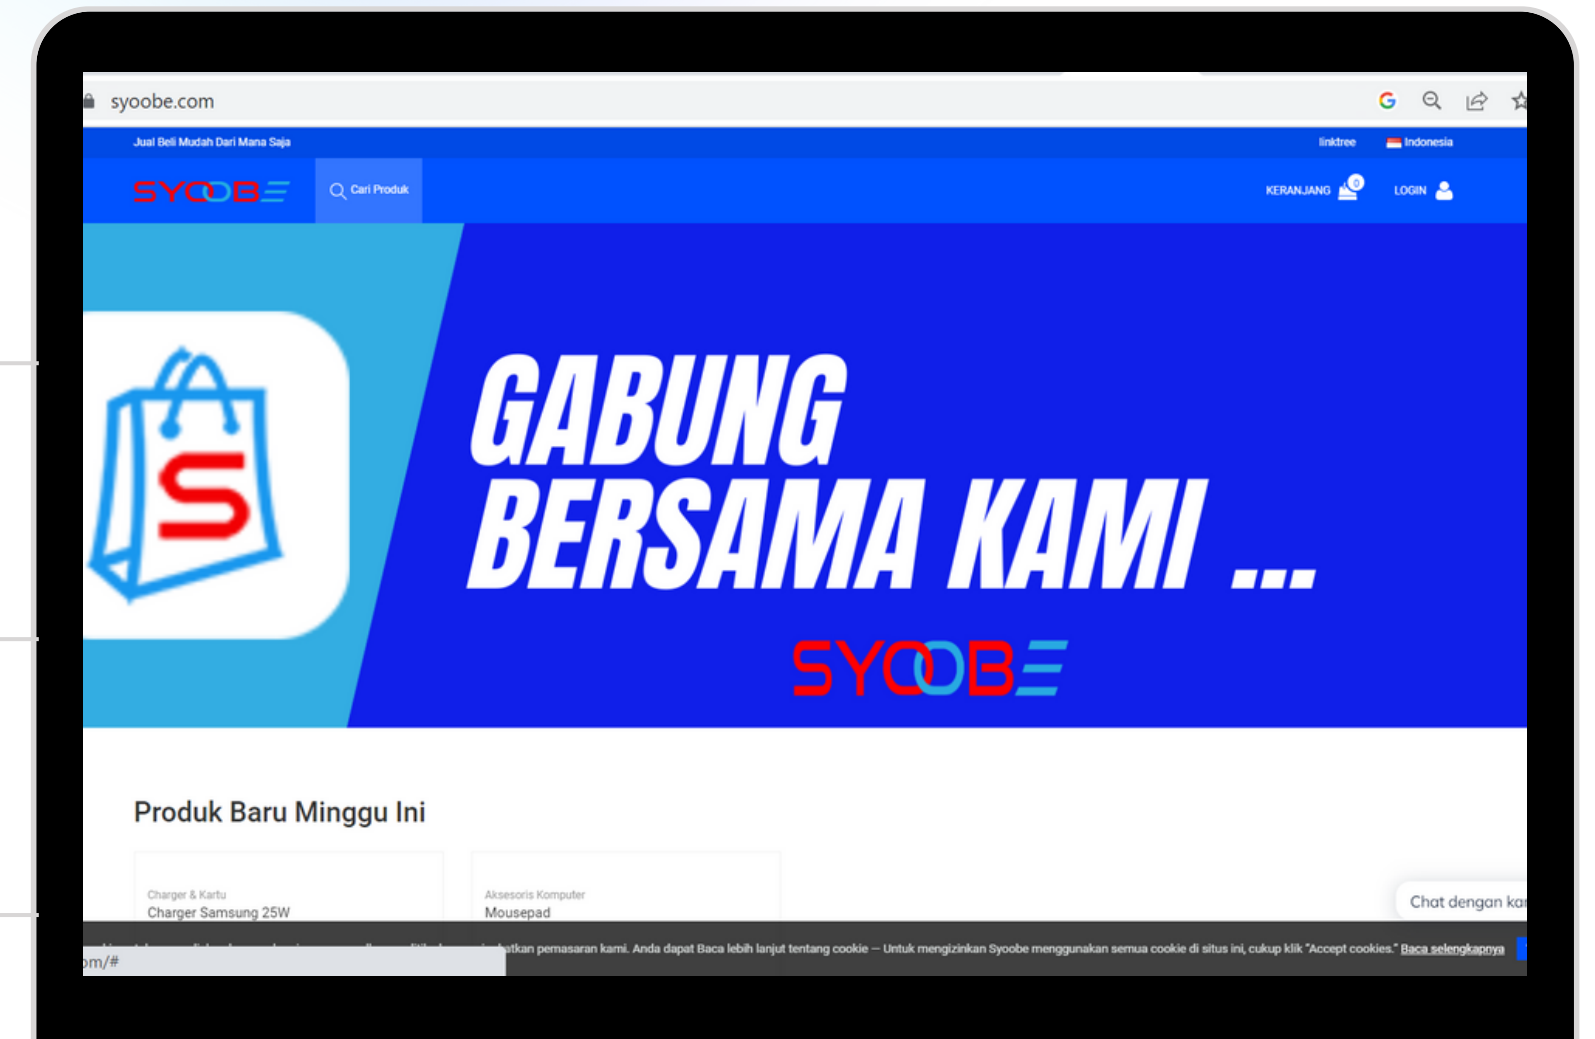 syoobe.com
Jual Beli Mudah Dari Mana Saja
linktree
Indonesia
SYOOBE
Cari Produk
KERANJANG
0
LOGIN
S
GABUNG
BERSAMA KAMI ...
SYOOBE
Produk Baru Minggu Ini
Charger & Kartu
Charger Samsung 25W
Aksesoris Komputer
Mousepad
Chat dengan
pemasaran kami. Anda dapat Baca lebih lanjut tentang cookie — Untuk mengizinkan Syoobe menggunakan semua cookie di situs ini, cukup klik “Accept cookies.” Baca selengkapnya
om/#